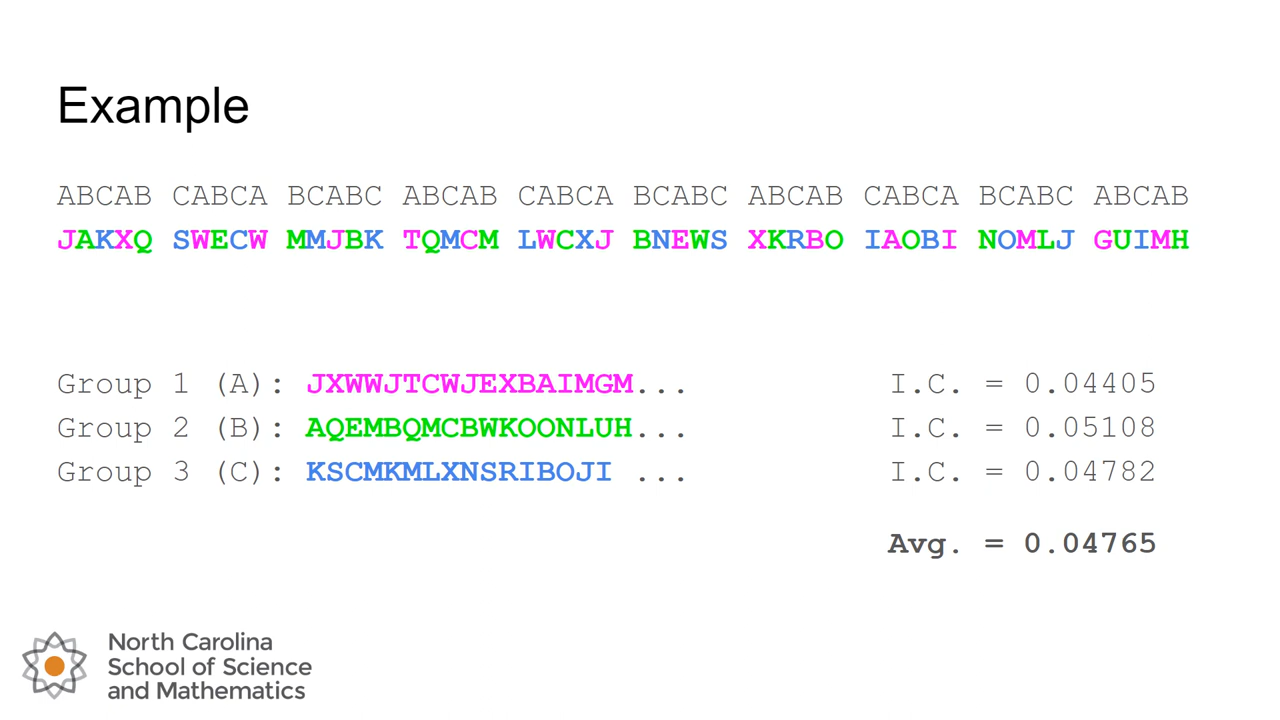 Example
ABCAB CABCA BCABC ABCAB CABCA BCABC ABCAB CABCA BCABC ABCAB
JAKXQ SWECW MMJBK TQMCM LWCXJ BNEWS XKRBO IAOBI NOMLJ GUIMH
Group 1 (A): JXWWJTCWJEXBAIMGM... I.C. = 0.04405
Group 2 (B): AQEMBQMCBWKOONLUH... I.C. = 0.05108
Group 3 (C): KSCMKMLXNSRIBOJI ... I.C. = 0.04782
Avg. = 0.04765
North Carolina
School of Science
and Mathematics